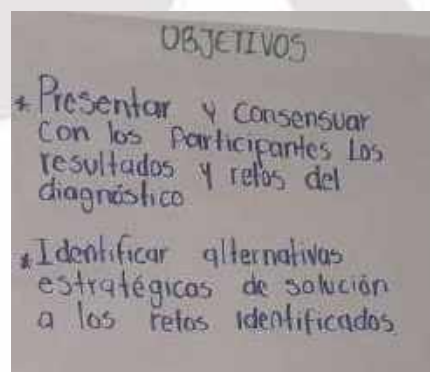 OBJETIVOS
* Presentar y consensuar
con los Participantes Los
resultados y retos del
diagnóstico
* Identificar alternativas
estratégicas de solución
a los retos identificados